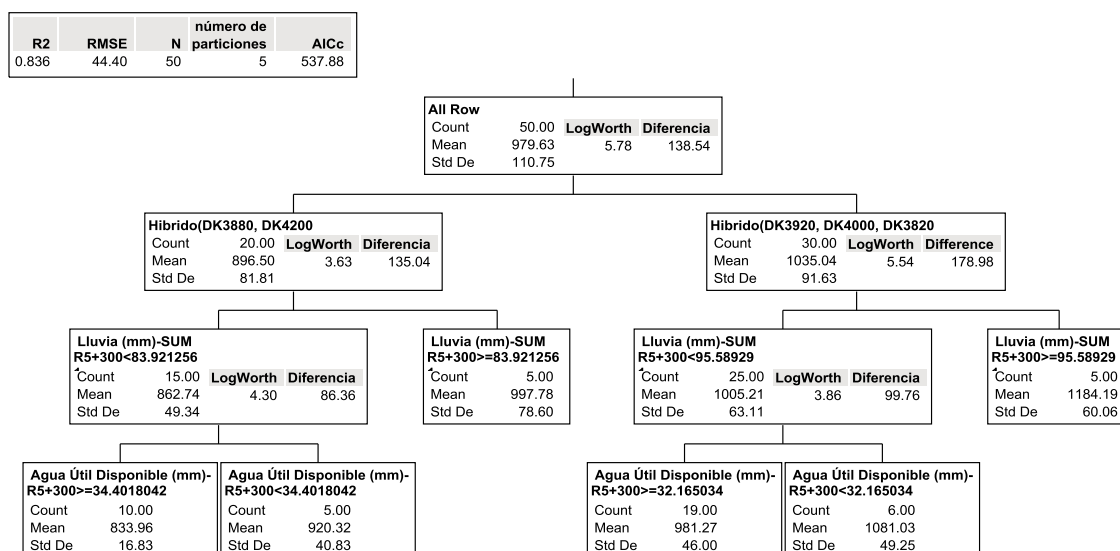 número de
R2 RMSE N particiones AICc
0.836 44.40 50 5 537.88
All Row
Count 50.00 LogWorth Diferencia
Mean 979.63 5.78 138.54
Std De 110.75
Hibrido(DK3880, DK4200
Count 20.00 LogWorth Diferencia
Mean 896.50 3.63 135.04
Std De 81.81
Hibrido(DK3920, DK4000, DK3820
Count 30.00 LogWorth Difference
Mean 1035.04 5.54 178.98
Std De 91.63
Lluvia (mm)-SUM
R5+300<83.921256
Count 15.00 LogWorth Diferencia
Mean 862.74 4.30 86.36
Std De 49.34
Lluvia (mm)-SUM
R5+300>=83.921256
Count 5.00
Mean 997.78
Std De 78.60
Lluvia (mm)-SUM
R5+300<95.58929
Count 25.00 LogWorth Diferencia
Mean 1005.21 3.86 99.76
Std De 63.11
Lluvia (mm)-SUM
R5+300>=95.58929
Count 5.00
Mean 1184.19
Std De 60.06
Agua Útil Disponible (mm)-
R5+300>=34.4018042
Count 10.00
Mean 833.96
Std De 16.83
Agua Útil Disponible (mm)-
R5+300<34.4018042
Count 5.00
Mean 920.32
Std De 40.83
Agua Útil Disponible (mm)-
R5+300>=32.165034
Count 19.00
Mean 981.27
Std De 46.00
Agua Útil Disponible (mm)-
R5+300<32.165034
Count 6.00
Mean 1081.03
Std De 49.25